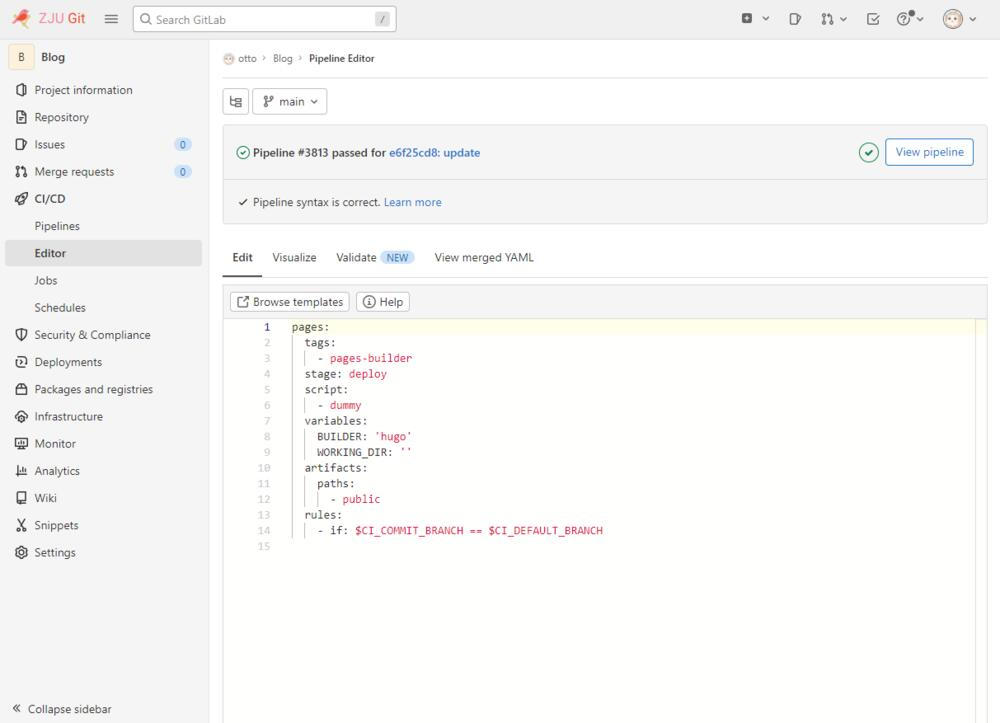 ZJU Git
Search GitLab /
B Blog
Project information
Repository
Issues 0
Merge requests 0
CI/CD
Pipelines
Editor
Jobs
Schedules
Security & Compliance
Deployments
Packages and registries
Infrastructure
Monitor
Analytics
Wiki
Snippets
Settings
Collapse sidebar
otto > Blog > Pipeline Editor
main
Pipeline #3813 passed for e6f25cd8: update
View pipeline
Pipeline syntax is correct. Learn more
Edit Visualize Validate NEW View merged YAML
Browse templates Help
1 pages:
2 tags:
3 - pages-builder
4 stage: deploy
5 script:
6 - dummy
7 variables:
8 BUILDER: 'hugo'
9 WORKING_DIR: ''
10 artifacts:
11 paths:
12 - public
13 rules:
14 - if: $CI_COMMIT_BRANCH == $CI_DEFAULT_BRANCH
15